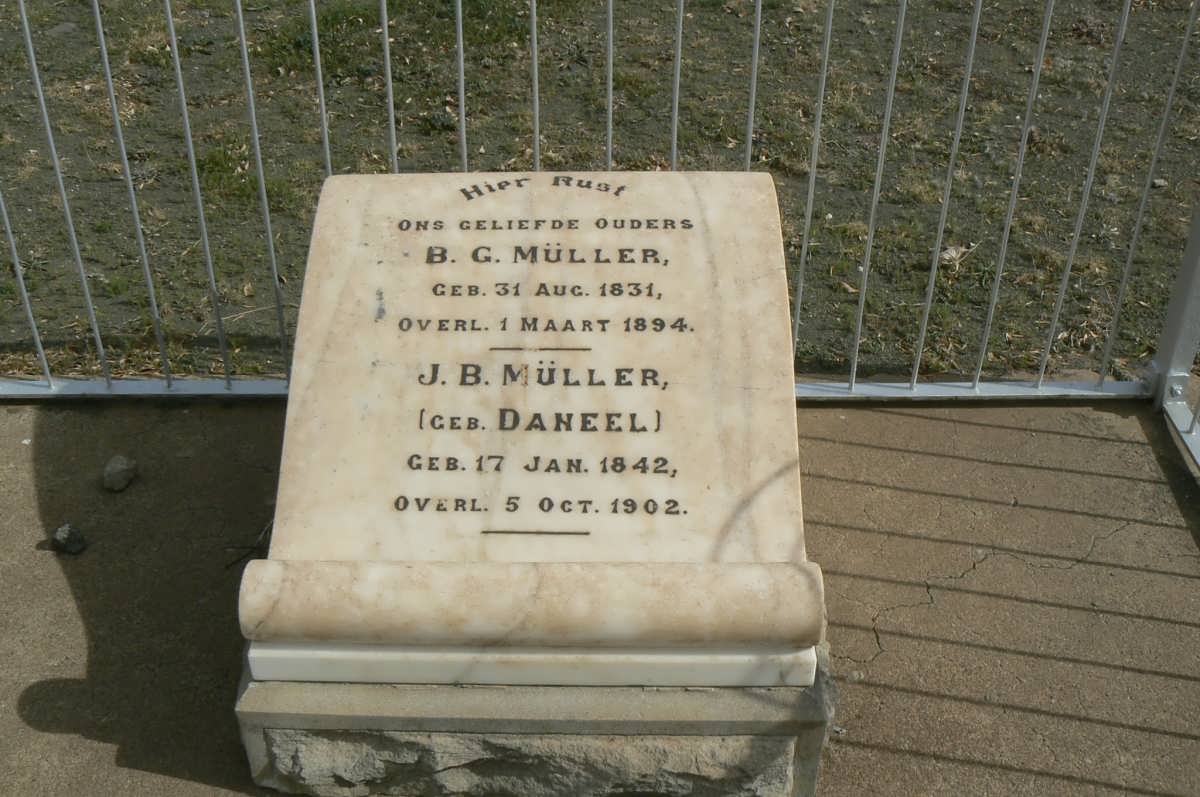 Hier Rust
ONS GELIEFDE OUDERS
B. G. MÜLLER,
GEB. 31 AUG. 1831,
OVERL. 1 MAART 1894.
J. B. MÜLLER,
(GEB. DANEEL)
GEB. 17 JAN. 1842,
OVERL. 5 OCT. 1902.